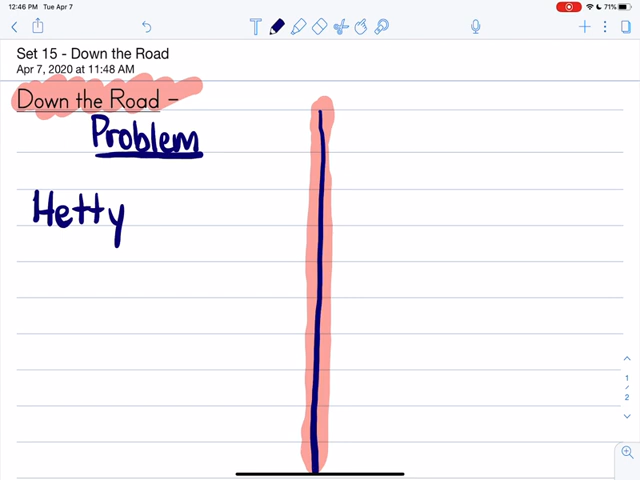 12:46 PM Tue Apr 7
71%
T
Set 15 - Down the Road
Apr 7, 2020 at 11:48 AM
Down the Road –
Problem
Hetty
1
/
2